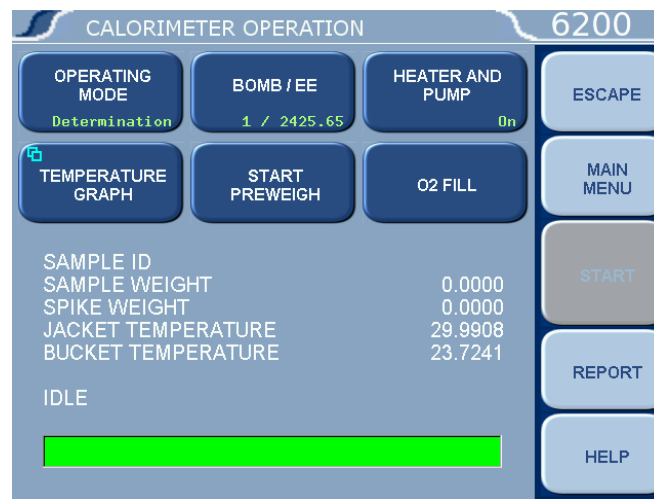 CALORIMETER OPERATION
6200
OPERATING
MODE
Determination
BOMB / EE
1 / 2425.65
HEATER AND
PUMP
On
ESCAPE
TEMPERATURE
GRAPH
START
PREWEIGH
O2 FILL
MAIN
MENU
SAMPLE ID
SAMPLE WEIGHT 0.0000
SPIKE WEIGHT 0.0000
JACKET TEMPERATURE 29.9908
BUCKET TEMPERATURE 23.7241
IDLE
START
REPORT
HELP